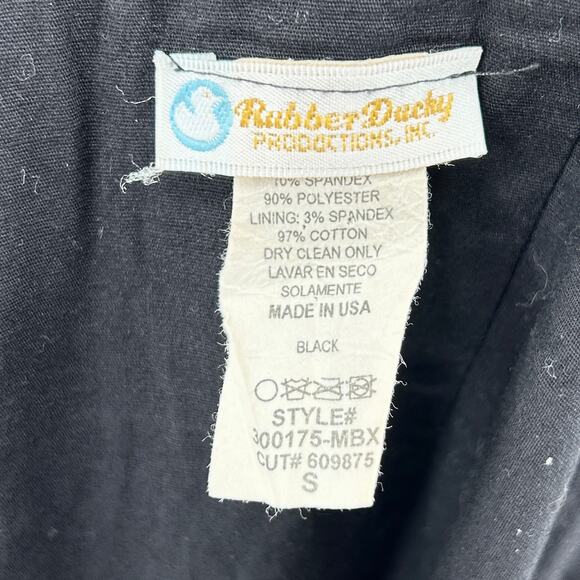 Rubber Ducky
PRODUCTIONS, INC.
10% SPANDEX
90% POLYESTER
LINING: 3% SPANDEX
97% COTTON
DRY CLEAN ONLY
LAVAR EN SECO
SOLAMENTE
MADE IN USA
BLACK
STYLE#
300175-MBX
CUT# 609875
S